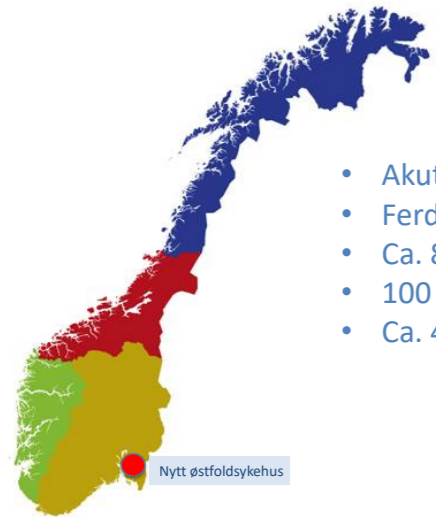 • Akut
• Ferd
• Ca. 8
• 100
• Ca. 4
Nytt østfoldsykehus